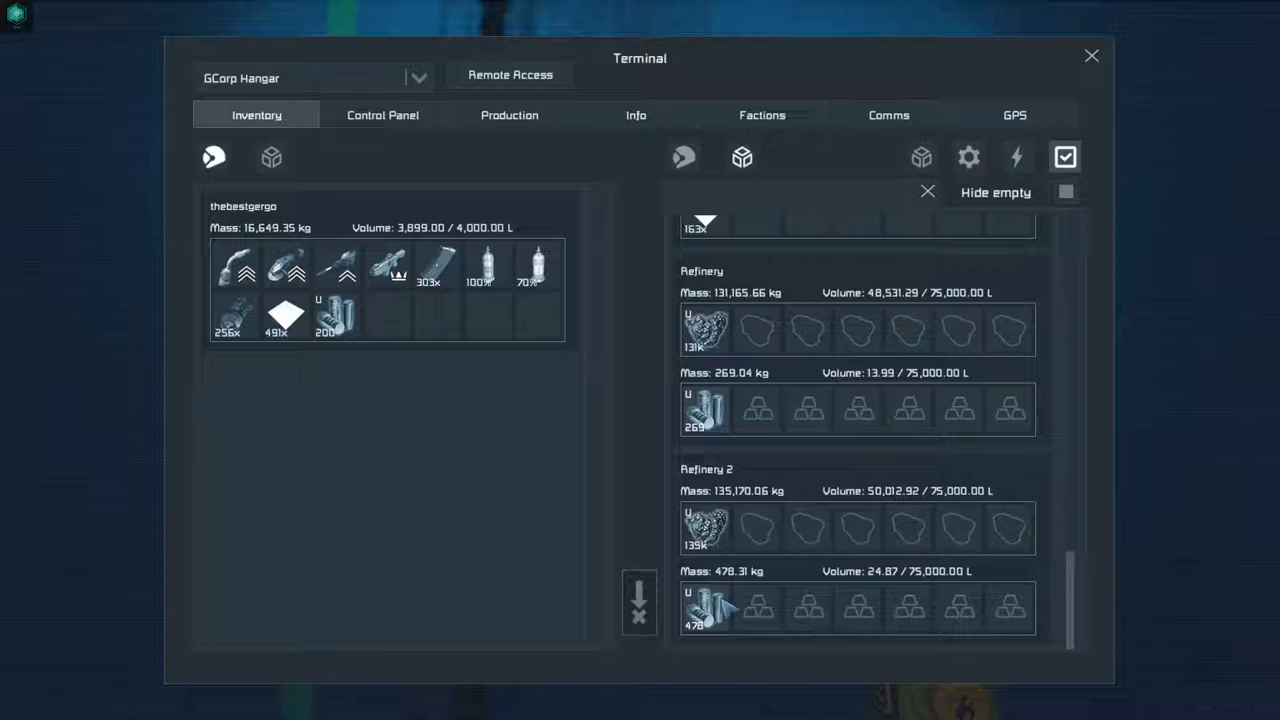 Terminal
GCorp Hangar
Remote Access
Inventory Control Panel Production Info Factions Comms GPS
Hide empty
thebestgergo
Mass: 16,649.35 kg Volume: 3,899.00 / 4,000.00 L
303x 100% 70%
U
256x 491x 200
163x
Refinery
Mass: 131,165.66 kg Volume: 48,531.29 / 75,000.00 L
U
131k
Mass: 269.04 kg Volume: 13.99 / 75,000.00 L
U
269
Refinery 2
Mass: 135,170.06 kg Volume: 50,012.92 / 75,000.00 L
U
135k
Mass: 478.31 kg Volume: 24.87 / 75,000.00 L
U
478